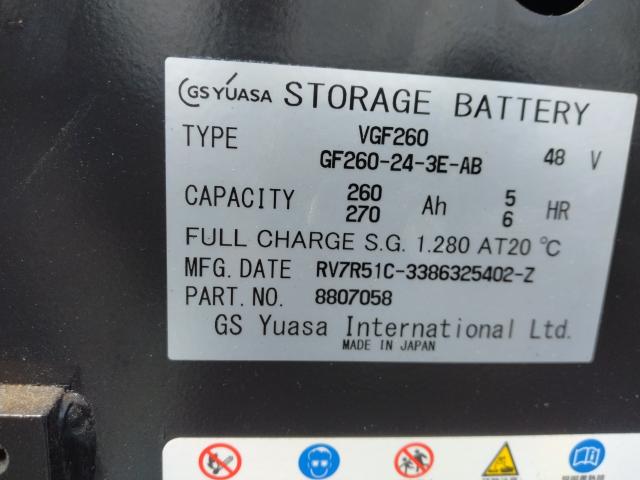 GS YUASA STORAGE BATTERY
TYPE VGF260
GF260-24-3E-AB 48 V
CAPACITY 260 Ah 5 HR
270 6
FULL CHARGE S.G. 1.280 AT20 ℃
MFG. DATE RV7R51C-3386325402-Z
PART. NO. 8807058
GS Yuasa International Ltd.
MADE IN JAPAN